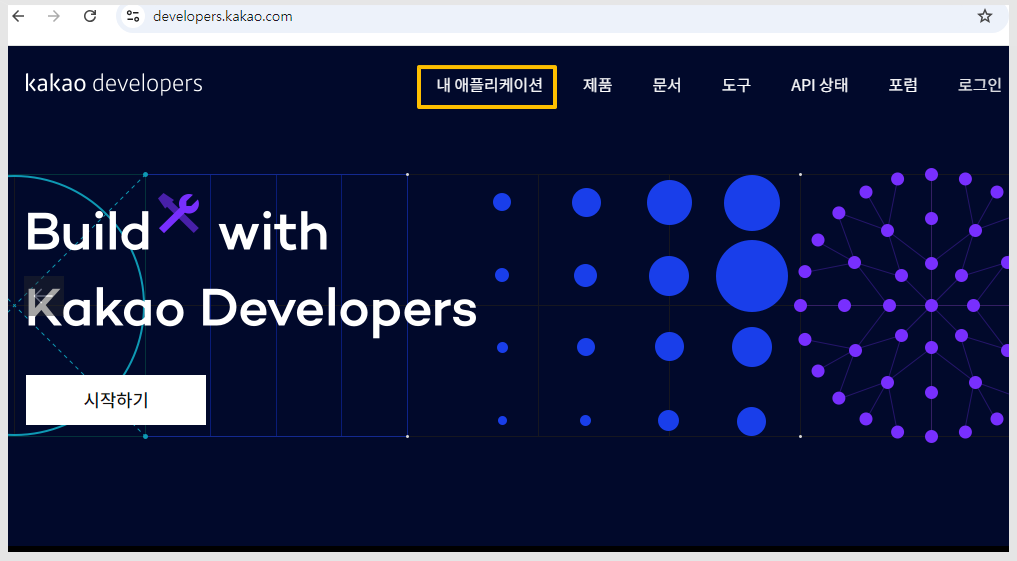 developers.kakao.com
kakao developers 내 애플리케이션 제품 문서 도구 API 상태 포럼 로그인
Build with
Kakao Developers
시작하기